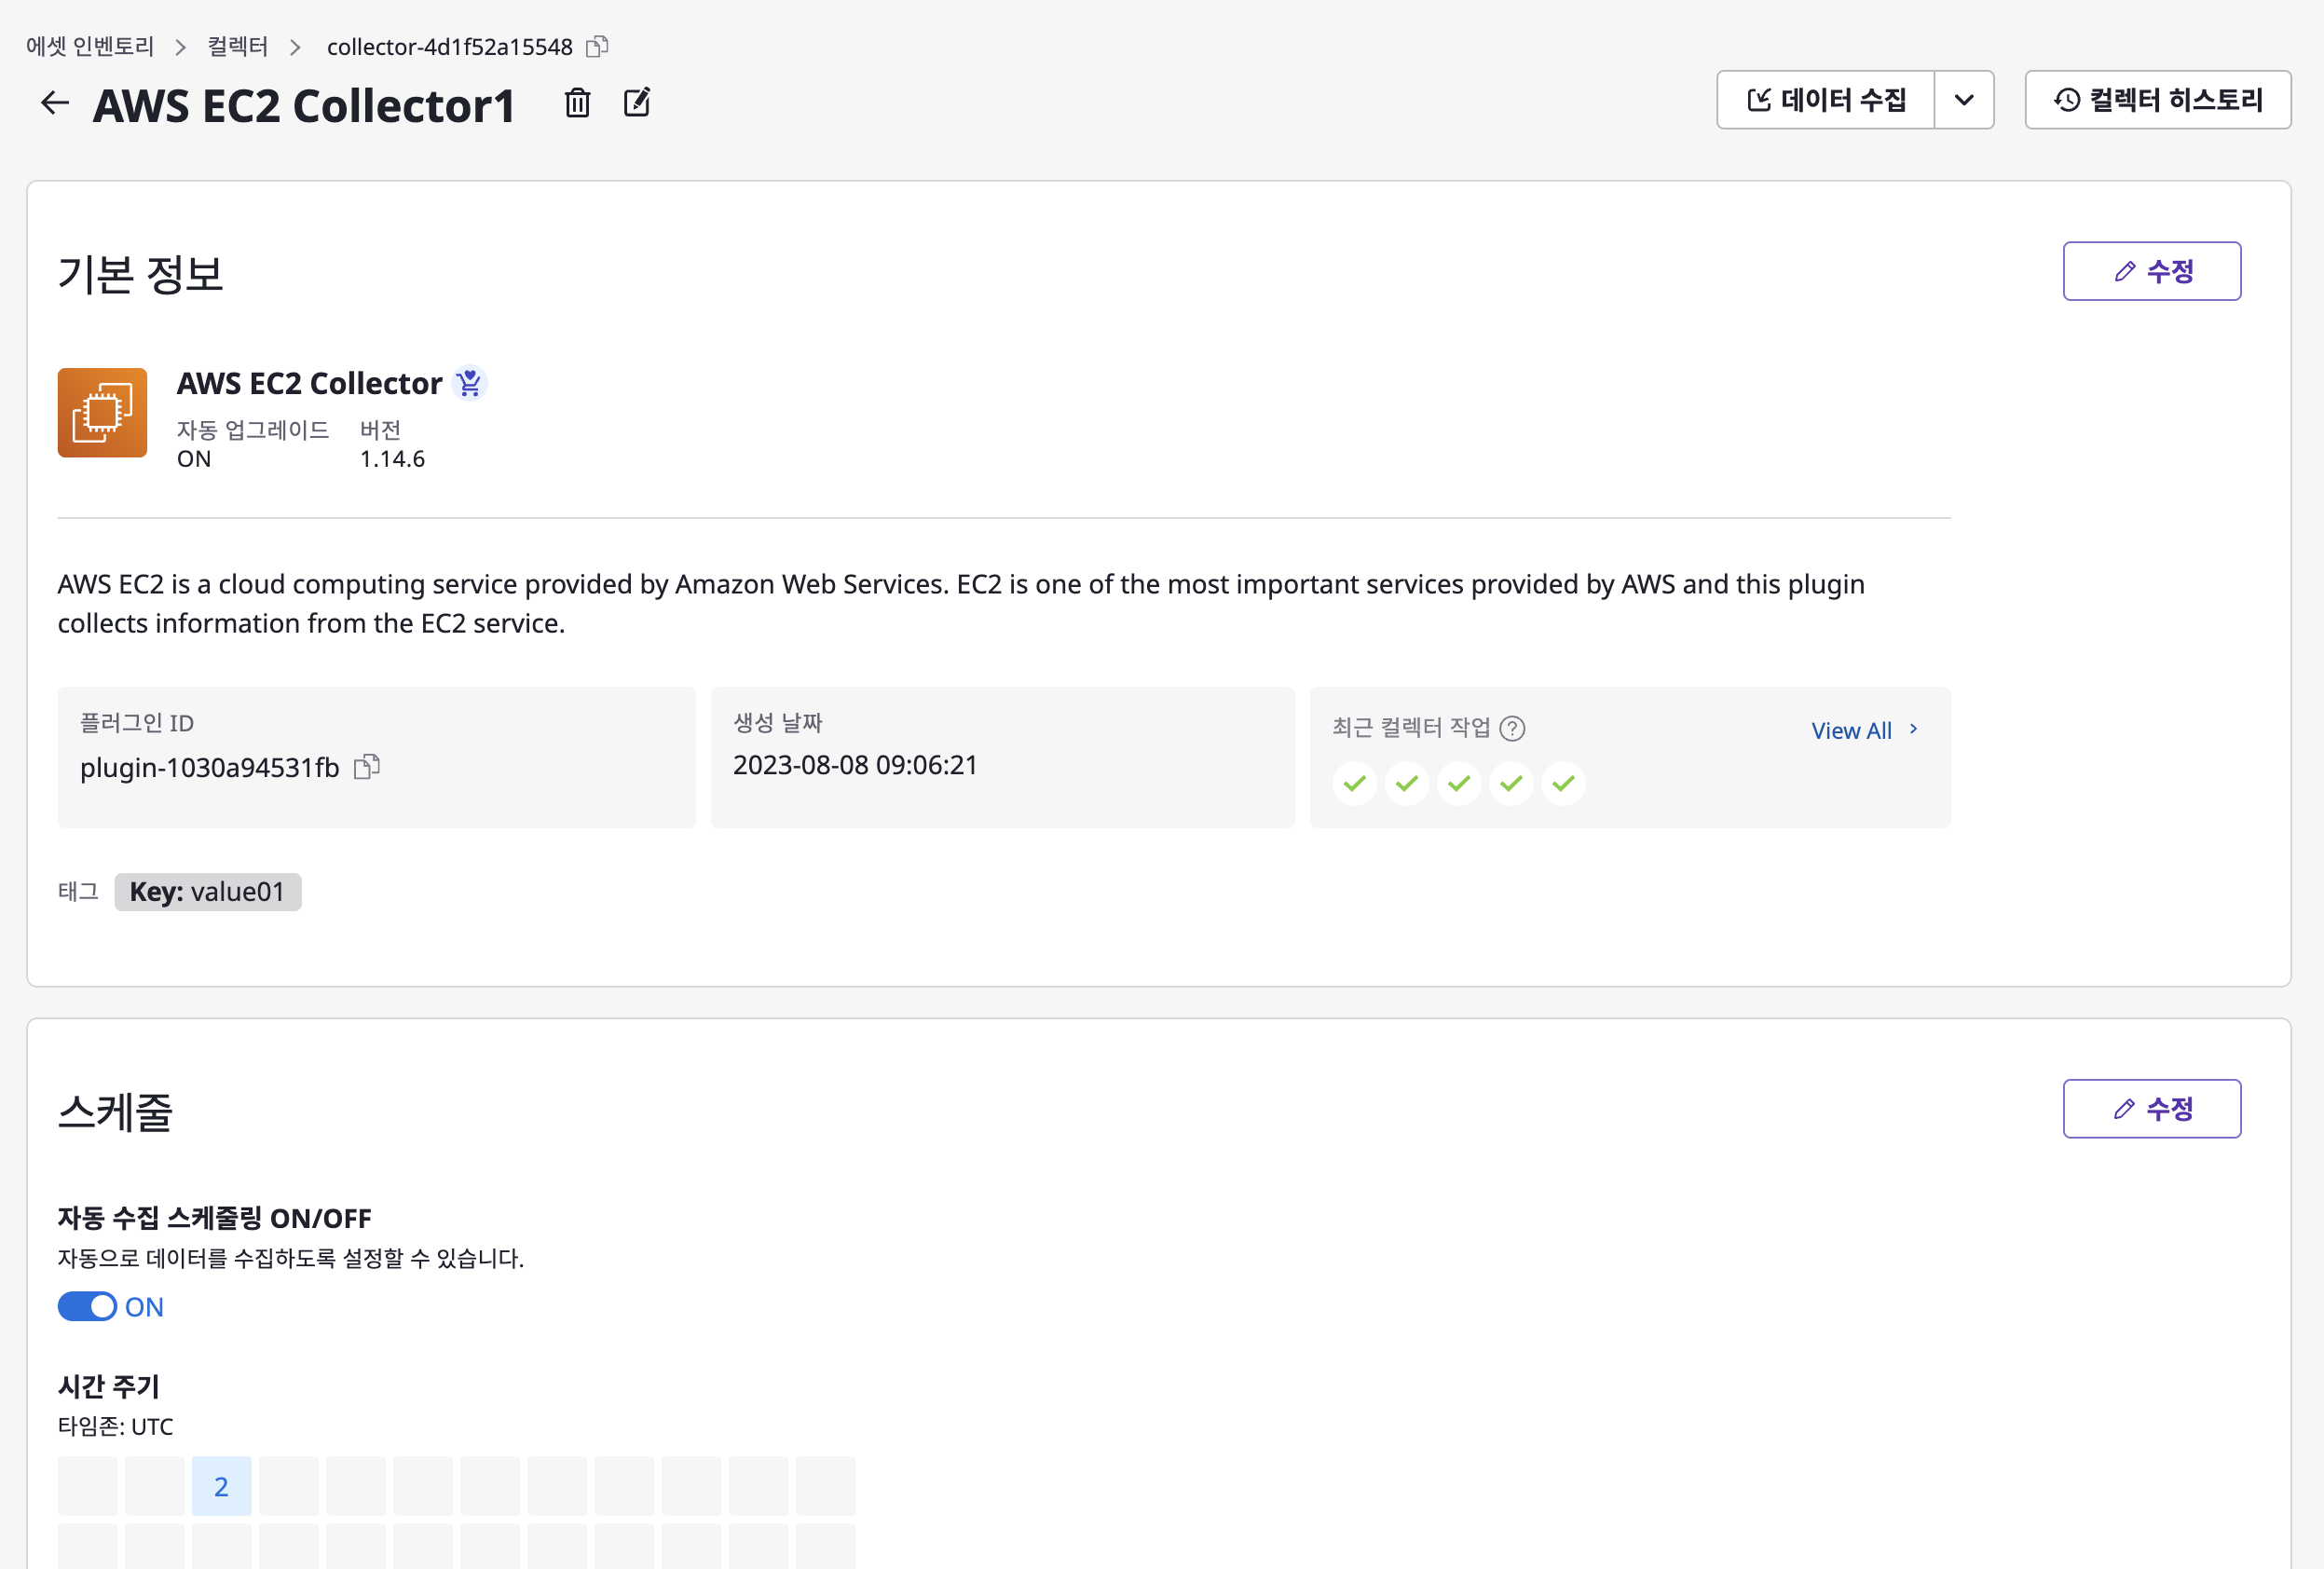 에셋 인벤토리 > 컬렉터 > collector-4d1f52a15548
AWS EC2 Collector1
데이터 수집
컬렉터 히스토리
기본 정보
수정
AWS EC2 Collector
자동 업그레이드 버전
ON 1.14.6
AWS EC2 is a cloud computing service provided by Amazon Web Services. EC2 is one of the most important services provided by AWS and this plugin
collects information from the EC2 service.
플러그인 ID
plugin-1030a94531fb
생성 날짜
2023-08-08 09:06:21
최근 컬렉터 작업
View All
태그 Key: value01
스케줄
수정
자동 수집 스케줄링 ON/OFF
자동으로 데이터를 수집하도록 설정할 수 있습니다.
ON
시간 주기
타임존: UTC
2